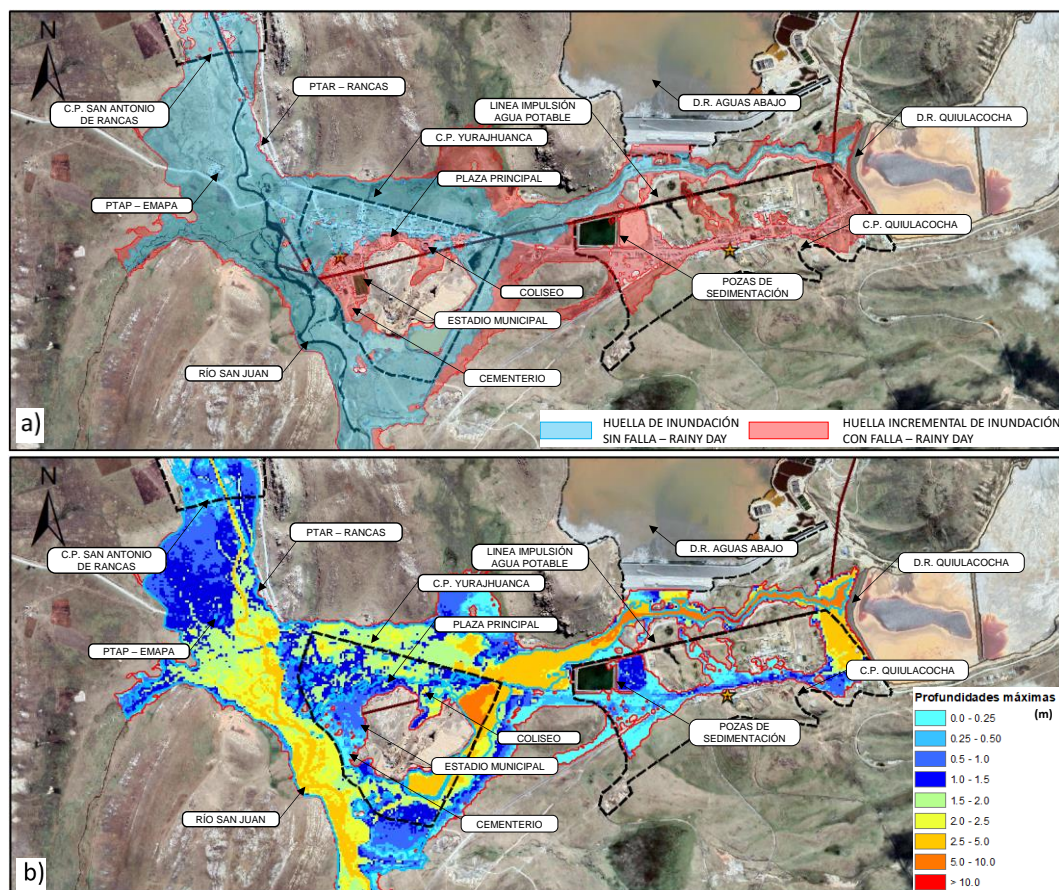 N
C.P. SAN ANTONIO
DE RANCAS
PTAR – RANCAS
LINEA IMPULSIÓN
AGUA POTABLE
D.R. AGUAS ABAJO
D.R. QUIULACOCHA
C.P. YURAJHUANCA
PLAZA PRINCIPAL
PTAP – EMAPA
C.P. QUIULACOCHA
COLISEO
POZAS DE
SEDIMENTACIÓN
ESTADIO MUNICIPAL
RÍO SAN JUAN
CEMENTERIO
a)
HUELLA DE INUNDACIÓN
SIN FALLA – RAINY DAY
HUELLA INCREMENTAL DE INUNDACIÓN
CON FALLA – RAINY DAY
N
C.P. SAN ANTONIO
DE RANCAS
PTAR – RANCAS
LINEA IMPULSIÓN
AGUA POTABLE
D.R. AGUAS ABAJO
D.R. QUIULACOCHA
C.P. YURAJHUANCA
PLAZA PRINCIPAL
PTAP – EMAPA
C.P. QUIULACOCHA
COLISEO
POZAS DE
SEDIMENTACIÓN
ESTADIO MUNICIPAL
RÍO SAN JUAN
CEMENTERIO
b)
Profundidades máximas
(m)
0.0 - 0.25
0.25 - 0.50
0.5 - 1.0
1.0 - 1.5
1.5 - 2.0
2.0 - 2.5
2.5 - 5.0
5.0 - 10.0
> 10.0